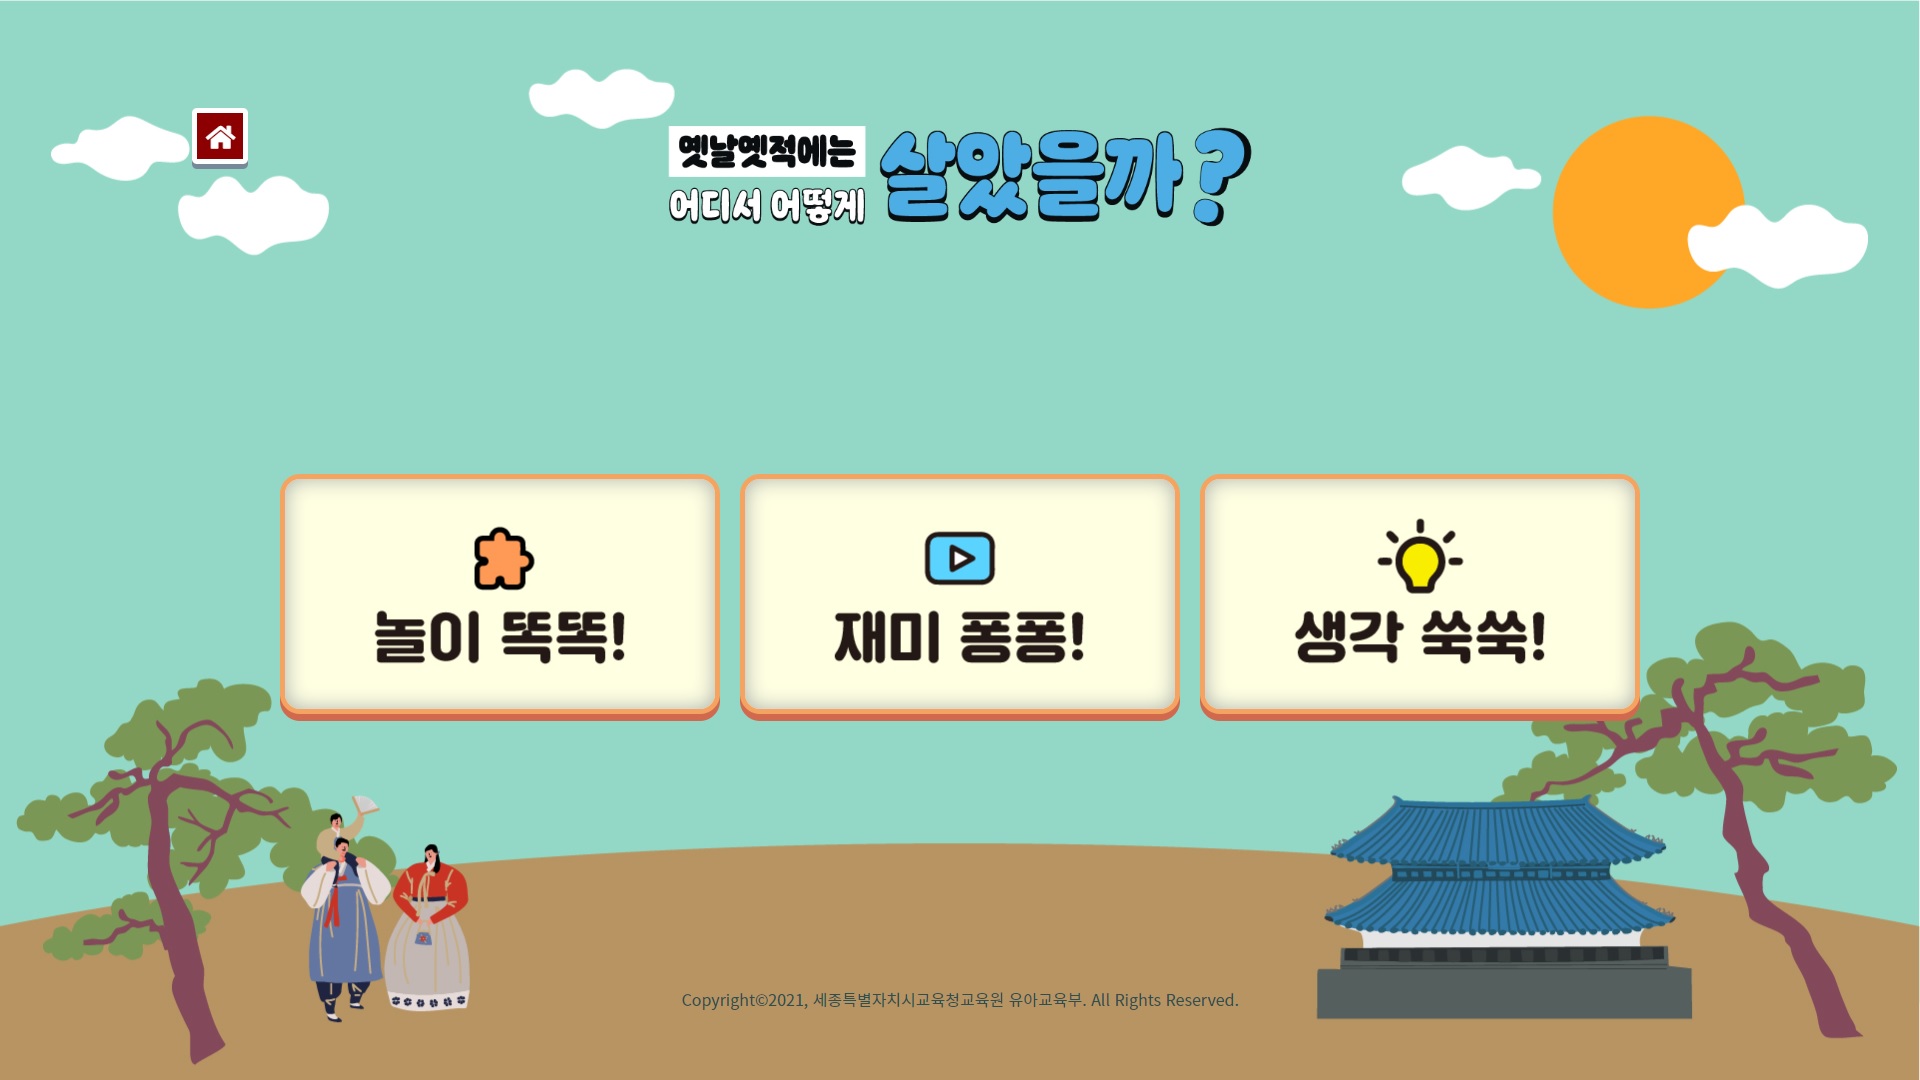 옛날옛적에는
어디서 어떻게
살았을까?
놀이 똑똑!
재미 퐁퐁!
생각 쑥쑥!
Copyright©2021, 세종특별자치시교육청교육원 유아교육부. All Rights Reserved.